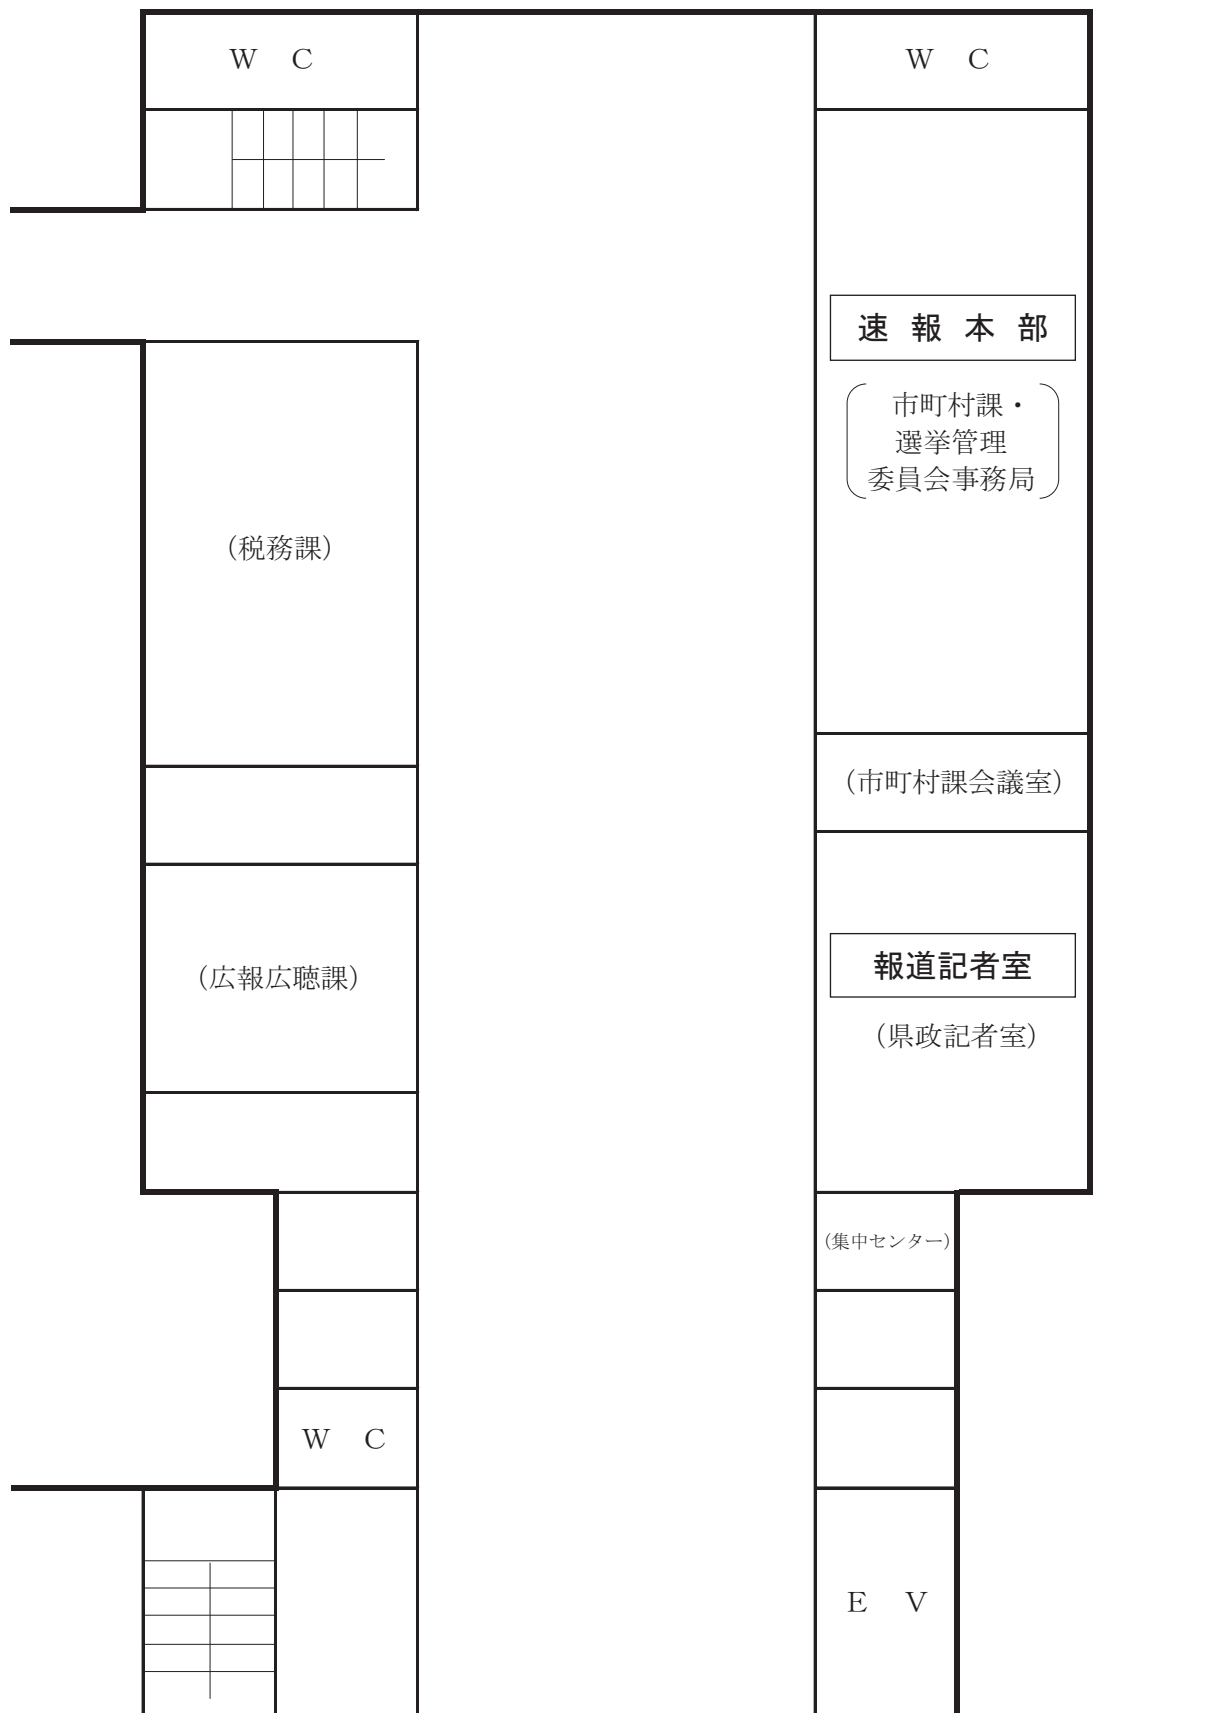 Ｗ　Ｃ
Ｗ　Ｃ
速　報　本　部
市町村課・
選挙管理
委員会事務局
（税務課）
（市町村課会議室）
（広報広聴課）
報道記者室
（県政記者室）
（集中センター）
Ｗ　Ｃ
Ｅ　Ｖ